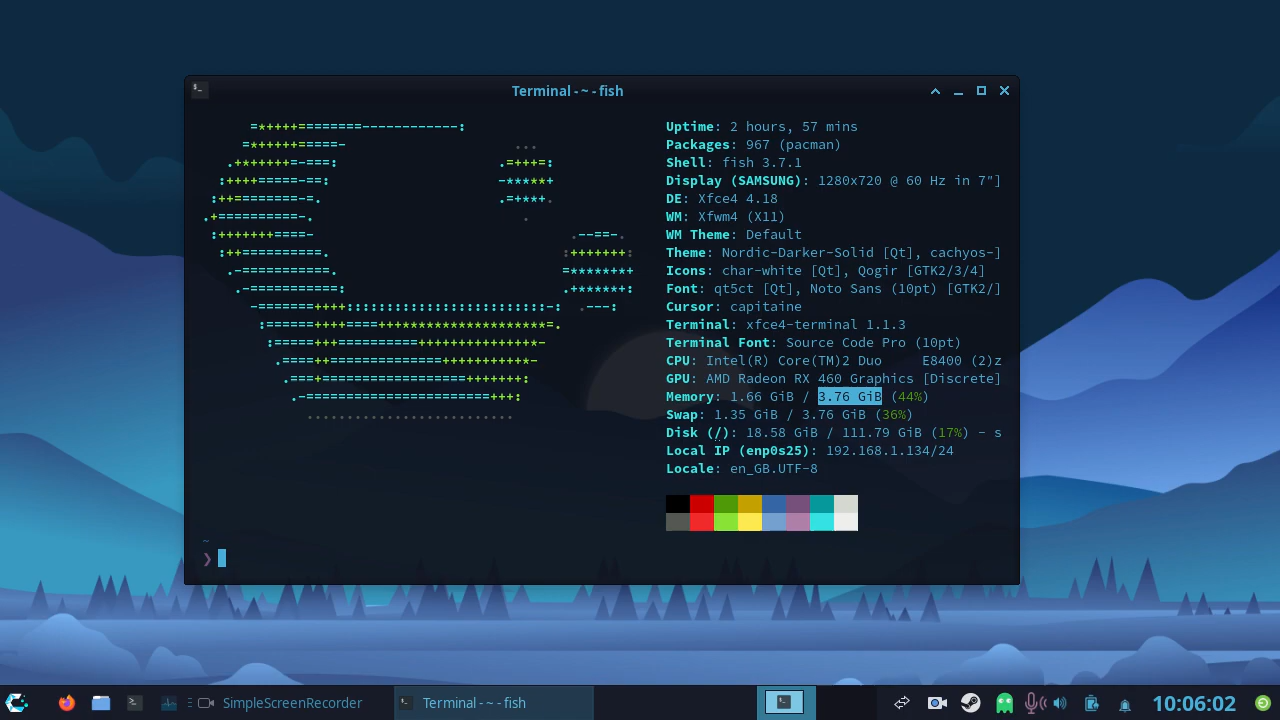 Terminal - ~ - fish
Uptime: 2 hours, 57 mins
Packages: 967 (pacman)
Shell: fish 3.7.1
Display (SAMSUNG): 1280x720 @ 60 Hz in 7"]
DE: Xfce4 4.18
WM: Xfwm4 (X11)
WM Theme: Default
Theme: Nordic-Darker-Solid [Qt], cachyos-]
Icons: char-white [Qt], Qogir [GTK2/3/4]
Font: qt5ct [Qt], Noto Sans (10pt) [GTK2/]
Cursor: capitaine
Terminal: xfce4-terminal 1.1.3
Terminal Font: Source Code Pro (10pt)
CPU: Intel(R) Core(TM)2 Duo     E8400 (2)z
GPU: AMD Radeon RX 460 Graphics [Discrete]
Memory: 1.66 GiB / 3.76 GiB (44%)
Swap: 1.35 GiB / 3.76 GiB (36%)
Disk (/): 18.58 GiB / 111.79 GiB (17%) - s
Local IP (enp0s25): 192.168.1.134/24
Locale: en_GB.UTF-8
~
❯
SimpleScreenRecorder
Terminal - ~ - fish
10:06:02